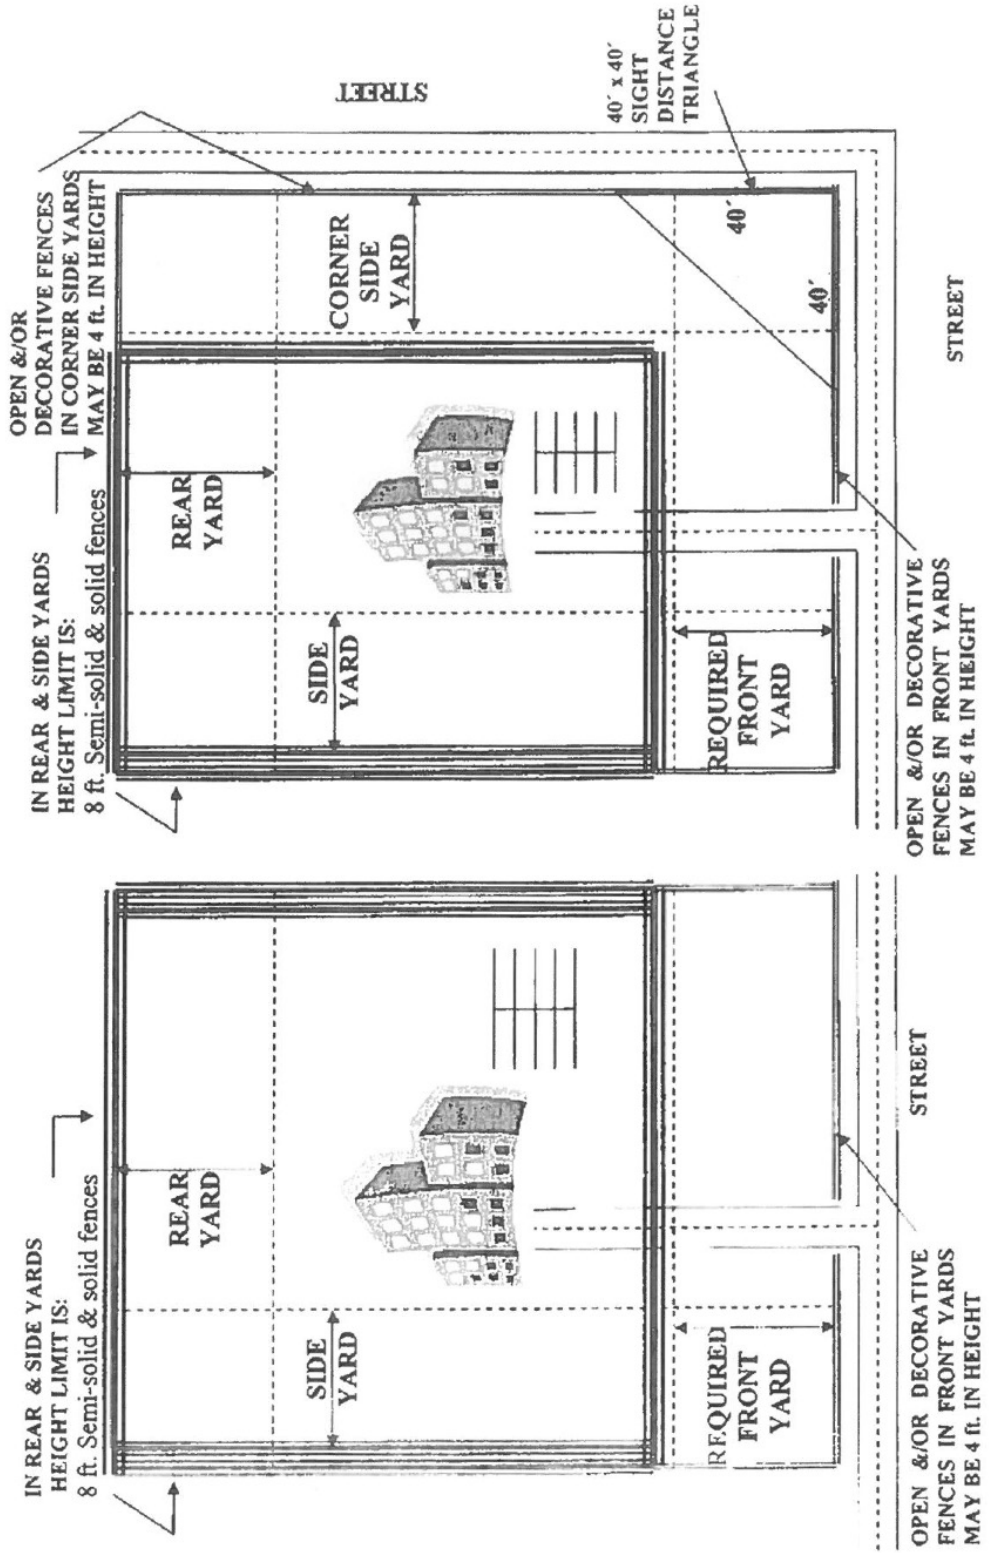 IN REAR & SIDE YARDS
HEIGHT LIMIT IS:
8 ft. Semi-solid & solid fences
REAR
YARD
SIDE
YARD
REQUIRED
FRONT
YARD
OPEN &/OR DECORATIVE
FENCES IN FRONT YARDS
MAY BE 4 ft. IN HEIGHT
STREET
IN REAR & SIDE YARDS
HEIGHT LIMIT IS:
8 ft. Semi-solid & solid fences
OPEN &/OR
DECORATIVE FENCES
IN CORNER SIDE YARDS
MAY BE 4 ft. IN HEIGHT
REAR
YARD
SIDE
YARD
CORNER
SIDE
YARD
STREET
REQUIRED
FRONT
YARD
40´
40´
40´ x 40´
SIGHT
DISTANCE
TRIANGLE
OPEN &/OR DECORATIVE
FENCES IN FRONT YARDS
MAY BE 4 ft. IN HEIGHT
STREET